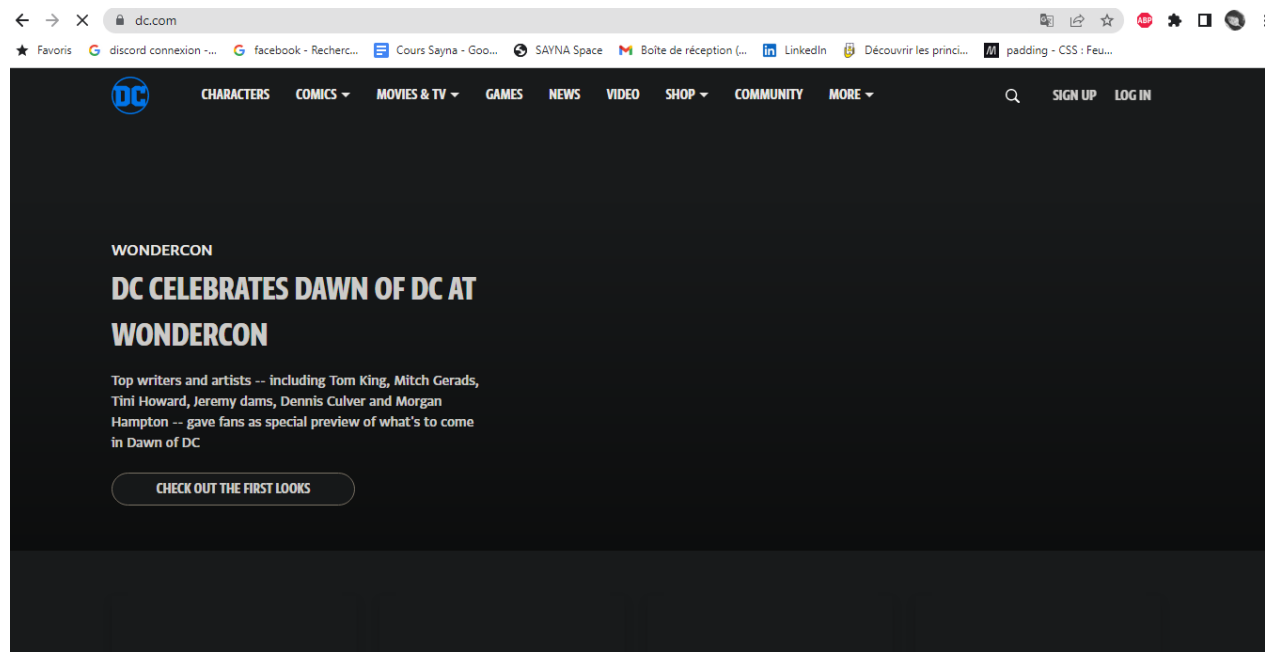 dc.com
ABP
Favoris discord connexion -... facebook - Recherc... Cours Sayna - Goo... SAYNA Space Boîte de réception (... LinkedIn Découvrir les princi... padding - CSS : Feu...
DC CHARACTERS COMICS MOVIES & TV GAMES NEWS VIDEO SHOP COMMUNITY MORE SIGN UP LOG IN
WONDERCON
DC CELEBRATES DAWN OF DC AT
WONDERCON
Top writers and artists -- including Tom King, Mitch Gerads,
Tini Howard, Jeremy dams, Dennis Culver and Morgan
Hampton -- gave fans as special preview of what's to come
in Dawn of DC
CHECK OUT THE FIRST LOOKS